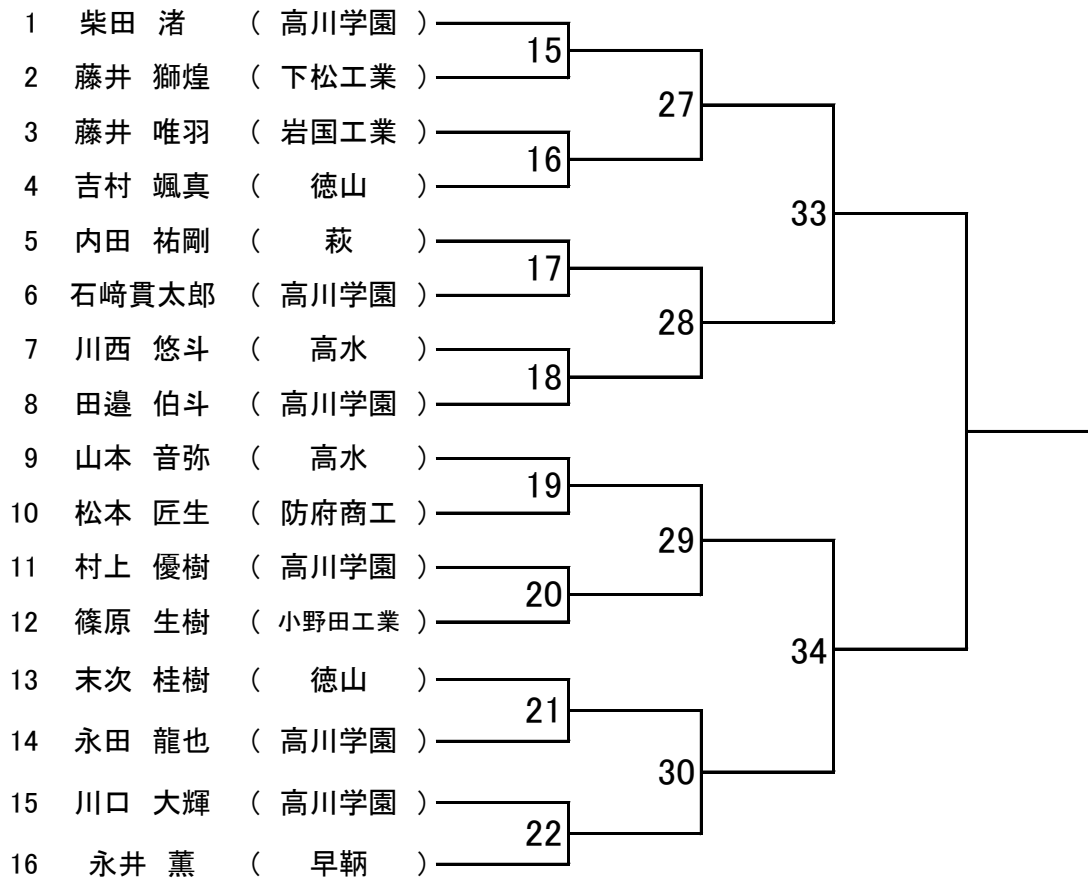 1 柴田 渚 ( 高川学園 )
15
2 藤井 獅煌 ( 下松工業 )
27
3 藤井 唯羽 ( 岩国工業 )
16
4 吉村 颯真 ( 徳山 )
33
5 内田 祐剛 ( 萩 )
17
6 石﨑貫太郎 ( 高川学園 )
28
7 川西 悠斗 ( 高水 )
18
8 田邉 伯斗 ( 高川学園 )
9 山本 音弥 ( 高水 )
19
10 松本 匠生 ( 防府商工 )
29
11 村上 優樹 ( 高川学園 )
20
12 篠原 生樹 ( 小野田工業 )
34
13 末次 桂樹 ( 徳山 )
21
14 永田 龍也 ( 高川学園 )
30
15 川口 大輝 ( 高川学園 )
22
16 永井 薫 ( 早鞆 )